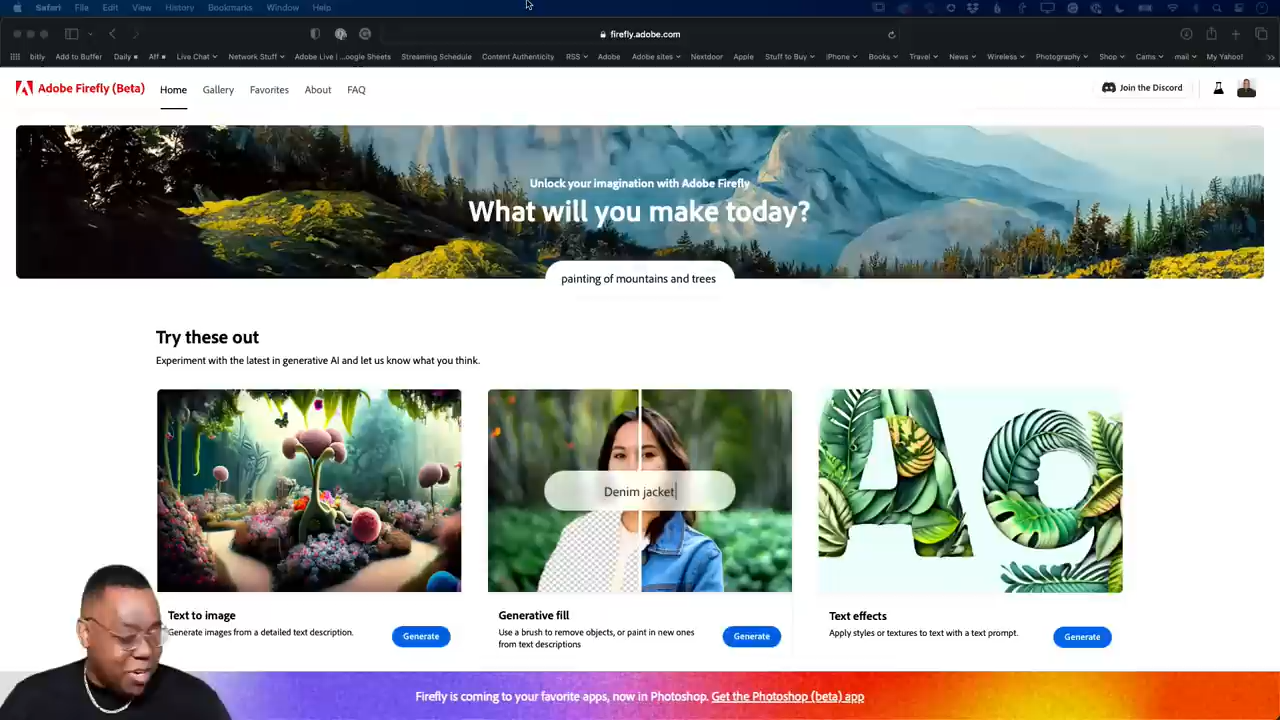 Safari File Edit View History Bookmarks Window Help
firefly.adobe.com
bitly Add to Buffer Daily Aff Live Chat Network Stuff Adobe Live | ...oogle Sheets Streaming Schedule Content Authenticity RSS Adobe Adobe sites Nextdoor Apple Stuff to Buy iPhone Books Travel News Wireless Photography Shop Cams mail My Yahoo!
Adobe Firefly (Beta) Home Gallery Favorites About FAQ Join the Discord
Unlock your imagination with Adobe Firefly
What will you make today?
painting of mountains and trees
Try these out
Experiment with the latest in generative AI and let us know what you think.
Denim jacket
Text to image
Generate images from a detailed text description.
Generate
Generative fill
Use a brush to remove objects, or paint in new ones
from text descriptions
Generate
Text effects
Apply styles or textures to text with a text prompt.
Generate
Firefly is coming to your favorite apps, now in Photoshop. Get the Photoshop (beta) app